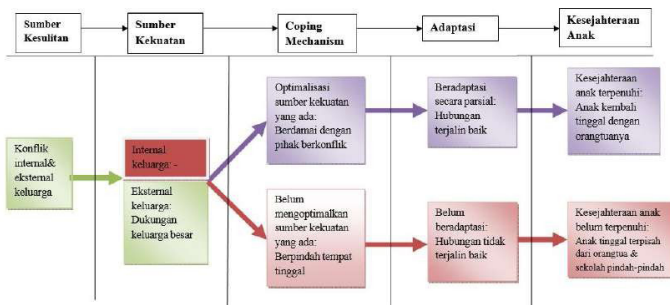 Sumber
Kesulitan
Sumber
Kekuatan
Coping
Mechanism
Adaptasi
Kesejahteraan
Anak
Konflik
internal&
eksternal
keluarga
Internal
keluarga: -
Eksternal
keluarga:
Dukungan
keluarga besar
Optimalisasi
sumber kekuatan
yang ada:
Berdamai dengan
pihak berkonflik
Beradaptasi
secara parsial:
Hubungan
terjalin baik
Kesejahteraan
anak terpenuhi:
Anak kembali
tinggal dengan
orangtuanya
Belum
mengoptimalkan
sumber kekuatan
yang ada:
Berpindah tempat
tinggal
Belum
beradaptasi:
Hubungan tidak
terjalin baik
Kesejahteraan anak
belum terpenuhi:
Anak tinggal terpisah
dari orangtua &
sekolah pindah-pindah